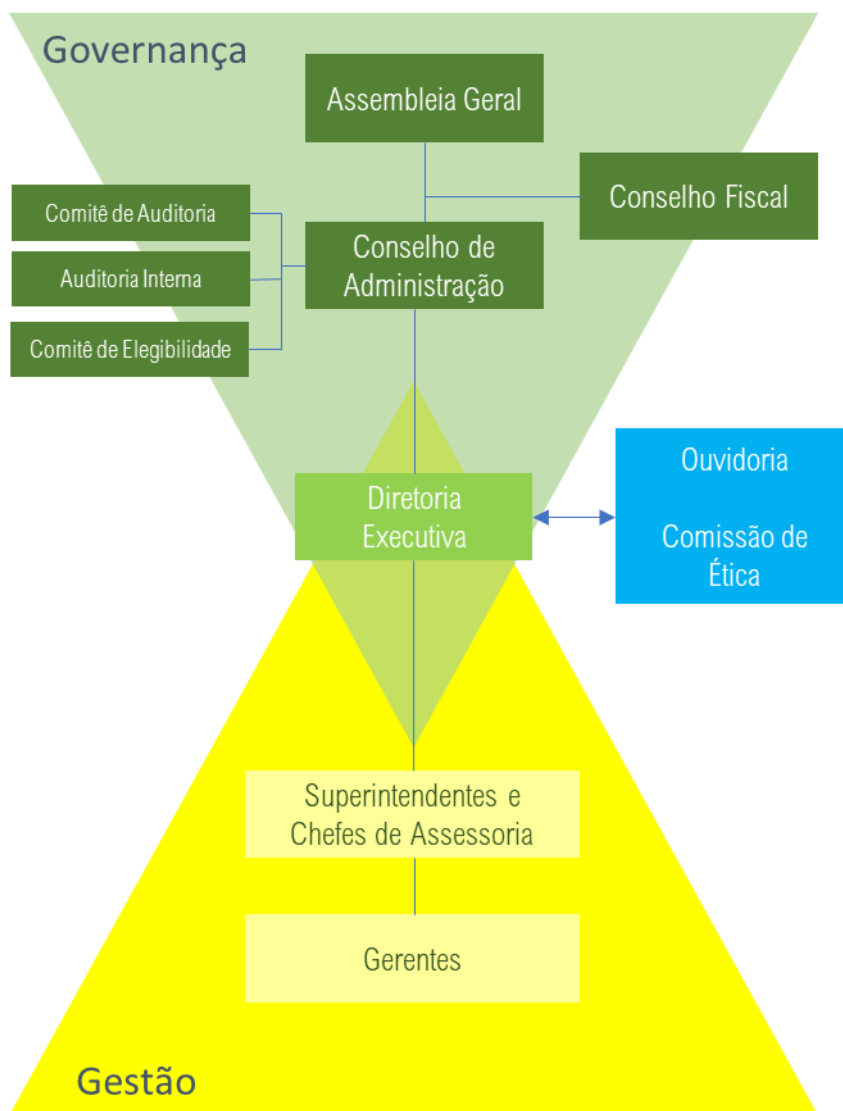 Governança
Assembleia Geral
Conselho Fiscal
Comitê de Auditoria
Conselho de
Administração
Auditoria Interna
Comitê de Elegibilidade
Diretoria
Executiva
Ouvidoria
Comissão de
Ética
Superintendentes e
Chefes de Assessoria
Gerentes
Gestão